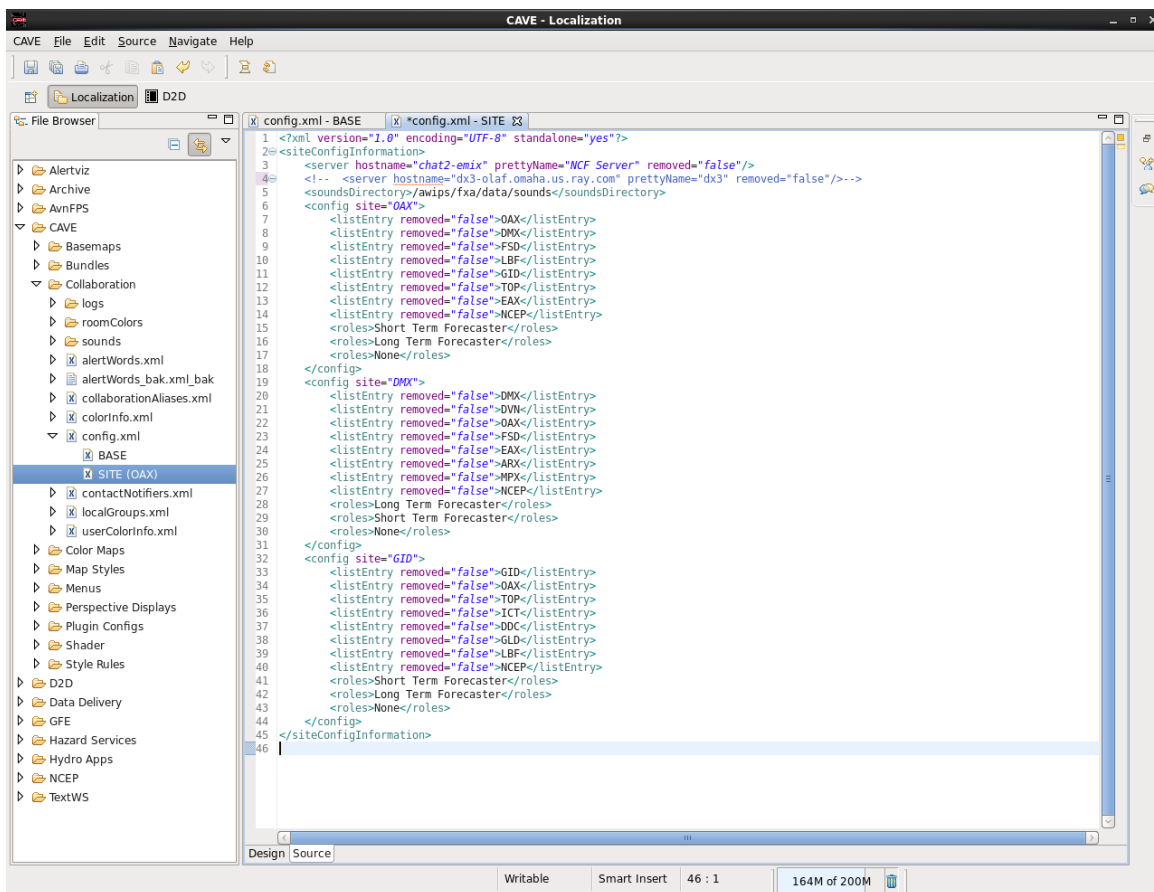 CAVE - Localization
CAVE File Edit Source Navigate Help
Localization D2D
File Browser
Alertviz
Archive
AvnFPS
CAVE
Basemaps
Bundles
Collaboration
logs
roomColors
sounds
alertWords.xml
alertWords_bak.xml_bak
collaborationAliases.xml
colorInfo.xml
config.xml
BASE
SITE (OAX)
contactNotifiers.xml
localGroups.xml
userColorInfo.xml
Color Maps
Map Styles
Menus
Perspective Displays
Plugin Configs
Shader
Style Rules
D2D
Data Delivery
GFE
Hazard Services
Hydro Apps
NCEP
TextWS
config.xml - BASE *config.xml - SITE
1 <?xml version="1.0" encoding="UTF-8" standalone="yes"?>
2 <siteConfigInformation>
3 <server hostname="chat2-emix" prettyName="NCF Server" removed="false"/>
4 <!-- <server hostname="dx3-olaf.omaha.us.ray.com" prettyName="dx3" removed="false"/>-->
5 <soundsDirectory>/awips/fxa/data/sounds</soundsDirectory>
6 <config site="OAX">
7 <listEntry removed="false">OAX</listEntry>
8 <listEntry removed="false">DMX</listEntry>
9 <listEntry removed="false">FSD</listEntry>
10 <listEntry removed="false">LBF</listEntry>
11 <listEntry removed="false">GID</listEntry>
12 <listEntry removed="false">TOP</listEntry>
13 <listEntry removed="false">EAX</listEntry>
14 <listEntry removed="false">NCEP</listEntry>
15 <roles>Short Term Forecaster</roles>
16 <roles>Long Term Forecaster</roles>
17 <roles>None</roles>
18 </config>
19 <config site="DMX">
20 <listEntry removed="false">DMX</listEntry>
21 <listEntry removed="false">DVN</listEntry>
22 <listEntry removed="false">OAX</listEntry>
23 <listEntry removed="false">FSD</listEntry>
24 <listEntry removed="false">EAX</listEntry>
25 <listEntry removed="false">ARX</listEntry>
26 <listEntry removed="false">MPX</listEntry>
27 <listEntry removed="false">NCEP</listEntry>
28 <roles>Long Term Forecaster</roles>
29 <roles>Short Term Forecaster</roles>
30 <roles>None</roles>
31 </config>
32 <config site="GID">
33 <listEntry removed="false">GID</listEntry>
34 <listEntry removed="false">OAX</listEntry>
35 <listEntry removed="false">TOP</listEntry>
36 <listEntry removed="false">ICT</listEntry>
37 <listEntry removed="false">DDC</listEntry>
38 <listEntry removed="false">GLD</listEntry>
39 <listEntry removed="false">LBF</listEntry>
40 <listEntry removed="false">NCEP</listEntry>
41 <roles>Short Term Forecaster</roles>
42 <roles>Long Term Forecaster</roles>
43 <roles>None</roles>
44 </config>
45 </siteConfigInformation>
46
Design Source
Writable Smart Insert 46 : 1 164M of 200M